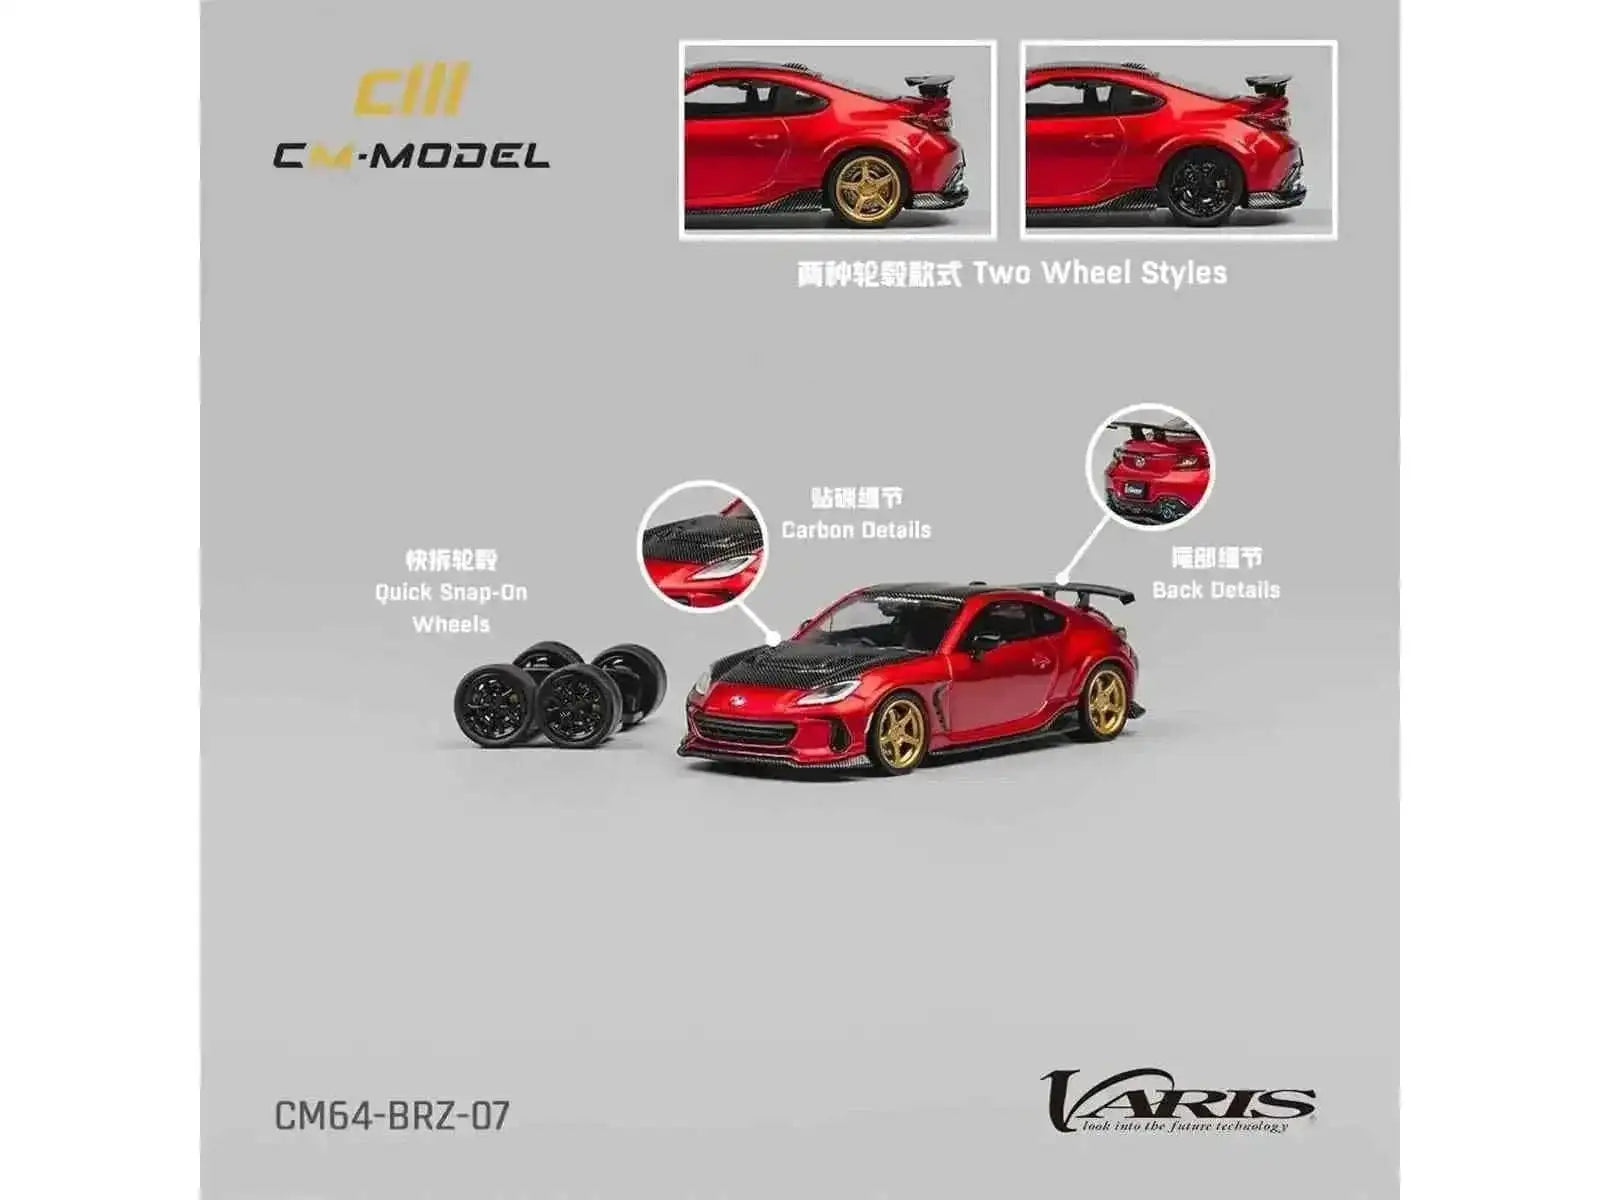 CM-MODEL
两种轮毂款式 Two Wheel Styles
贴碳细节
Carbon Details
快拆轮毂
Quick Snap-On
Wheels
尾部细节
Back Details
CM64-BRZ-07
VARIS
look into the future technology